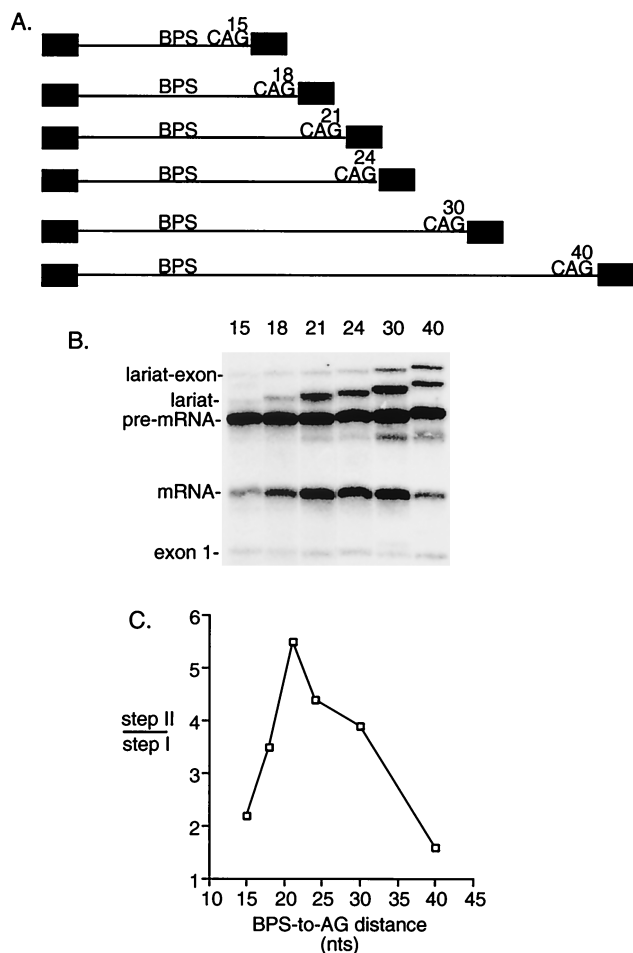 A.
15
BPS CAG
18
BPS CAG
21
BPS CAG
24
BPS CAG
30
BPS CAG
40
BPS CAG
B.
15 18 21 24 30 40
lariat-exon-
lariat-
pre-mRNA-
mRNA-
exon 1-
C.
6
5
4
3
2
1
step II
step I
10 15 20 25 30 35 40 45
BPS-to-AG distance
(nts)